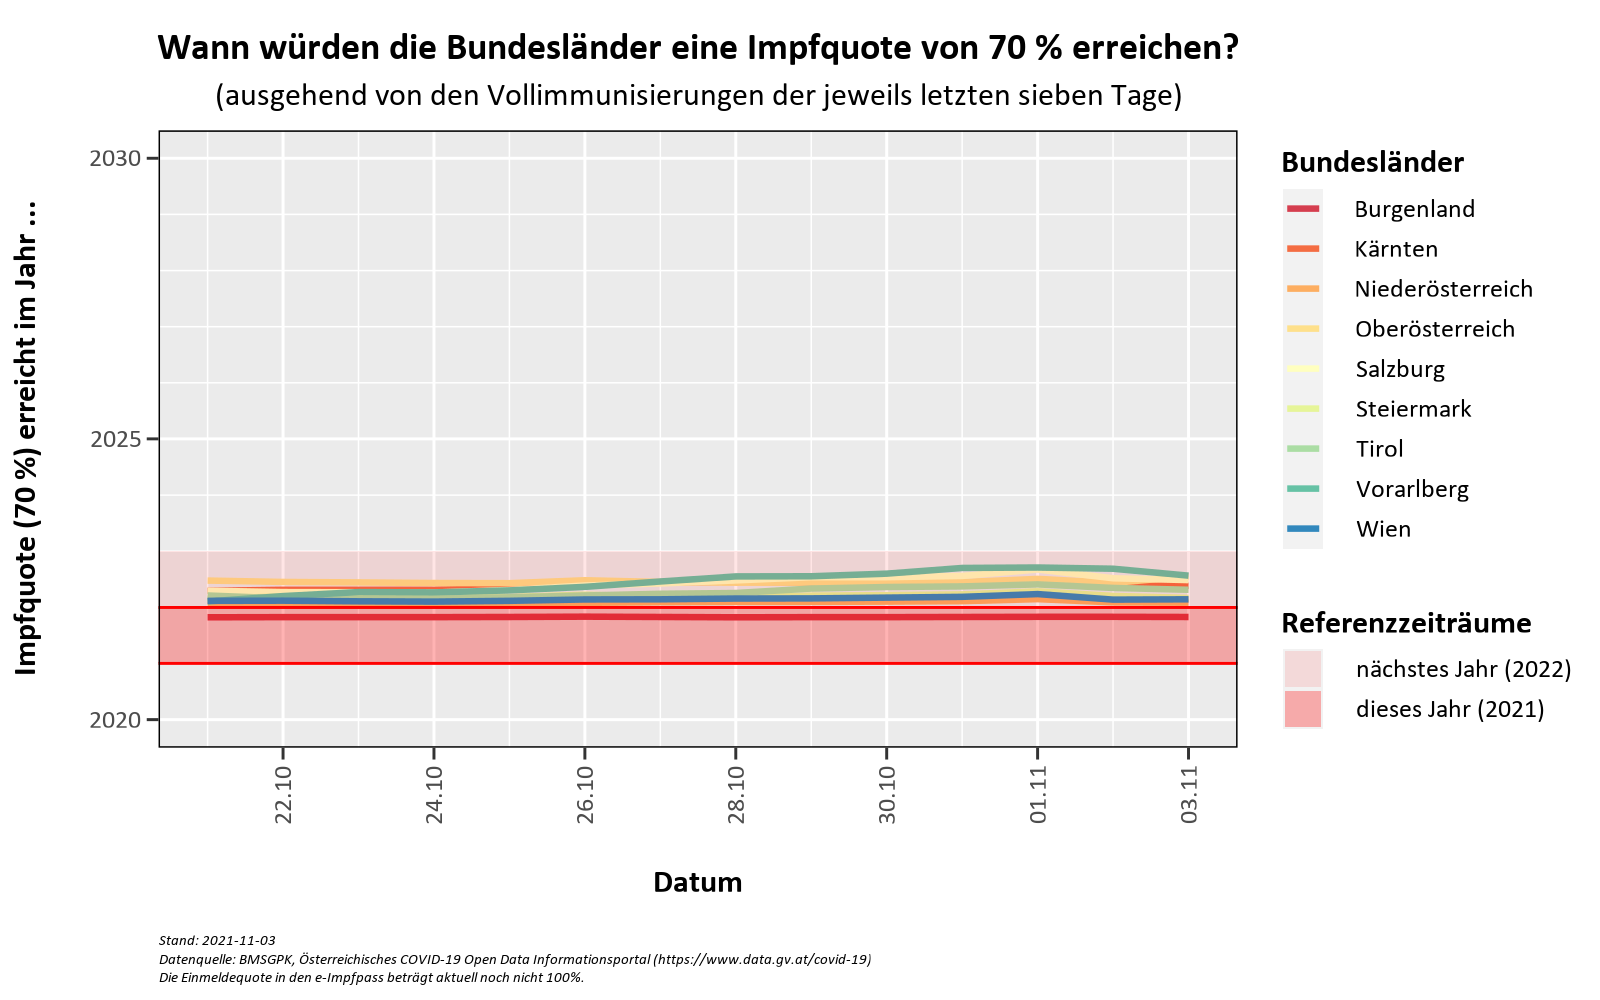 Wann würden die Bundesländer eine Impfquote von 70 % erreichen?
(ausgehend von den Vollimmunisierungen der jeweils letzten sieben Tage)
Impfquote (70 %) erreicht im Jahr ...
2030
2025
2020
22.10
24.10
26.10
28.10
30.10
01.11
03.11
Datum
Bundesländer
Burgenland
Kärnten
Niederösterreich
Oberösterreich
Salzburg
Steiermark
Tirol
Vorarlberg
Wien
Referenzzeiträume
nächstes Jahr (2022)
dieses Jahr (2021)
Stand: 2021-11-03
Datenquelle: BMSGPK, Österreichisches COVID-19 Open Data Informationsportal (https://www.data.gv.at/covid-19)
Die Einmeldequote in den e-Impfpass beträgt aktuell noch nicht 100%.